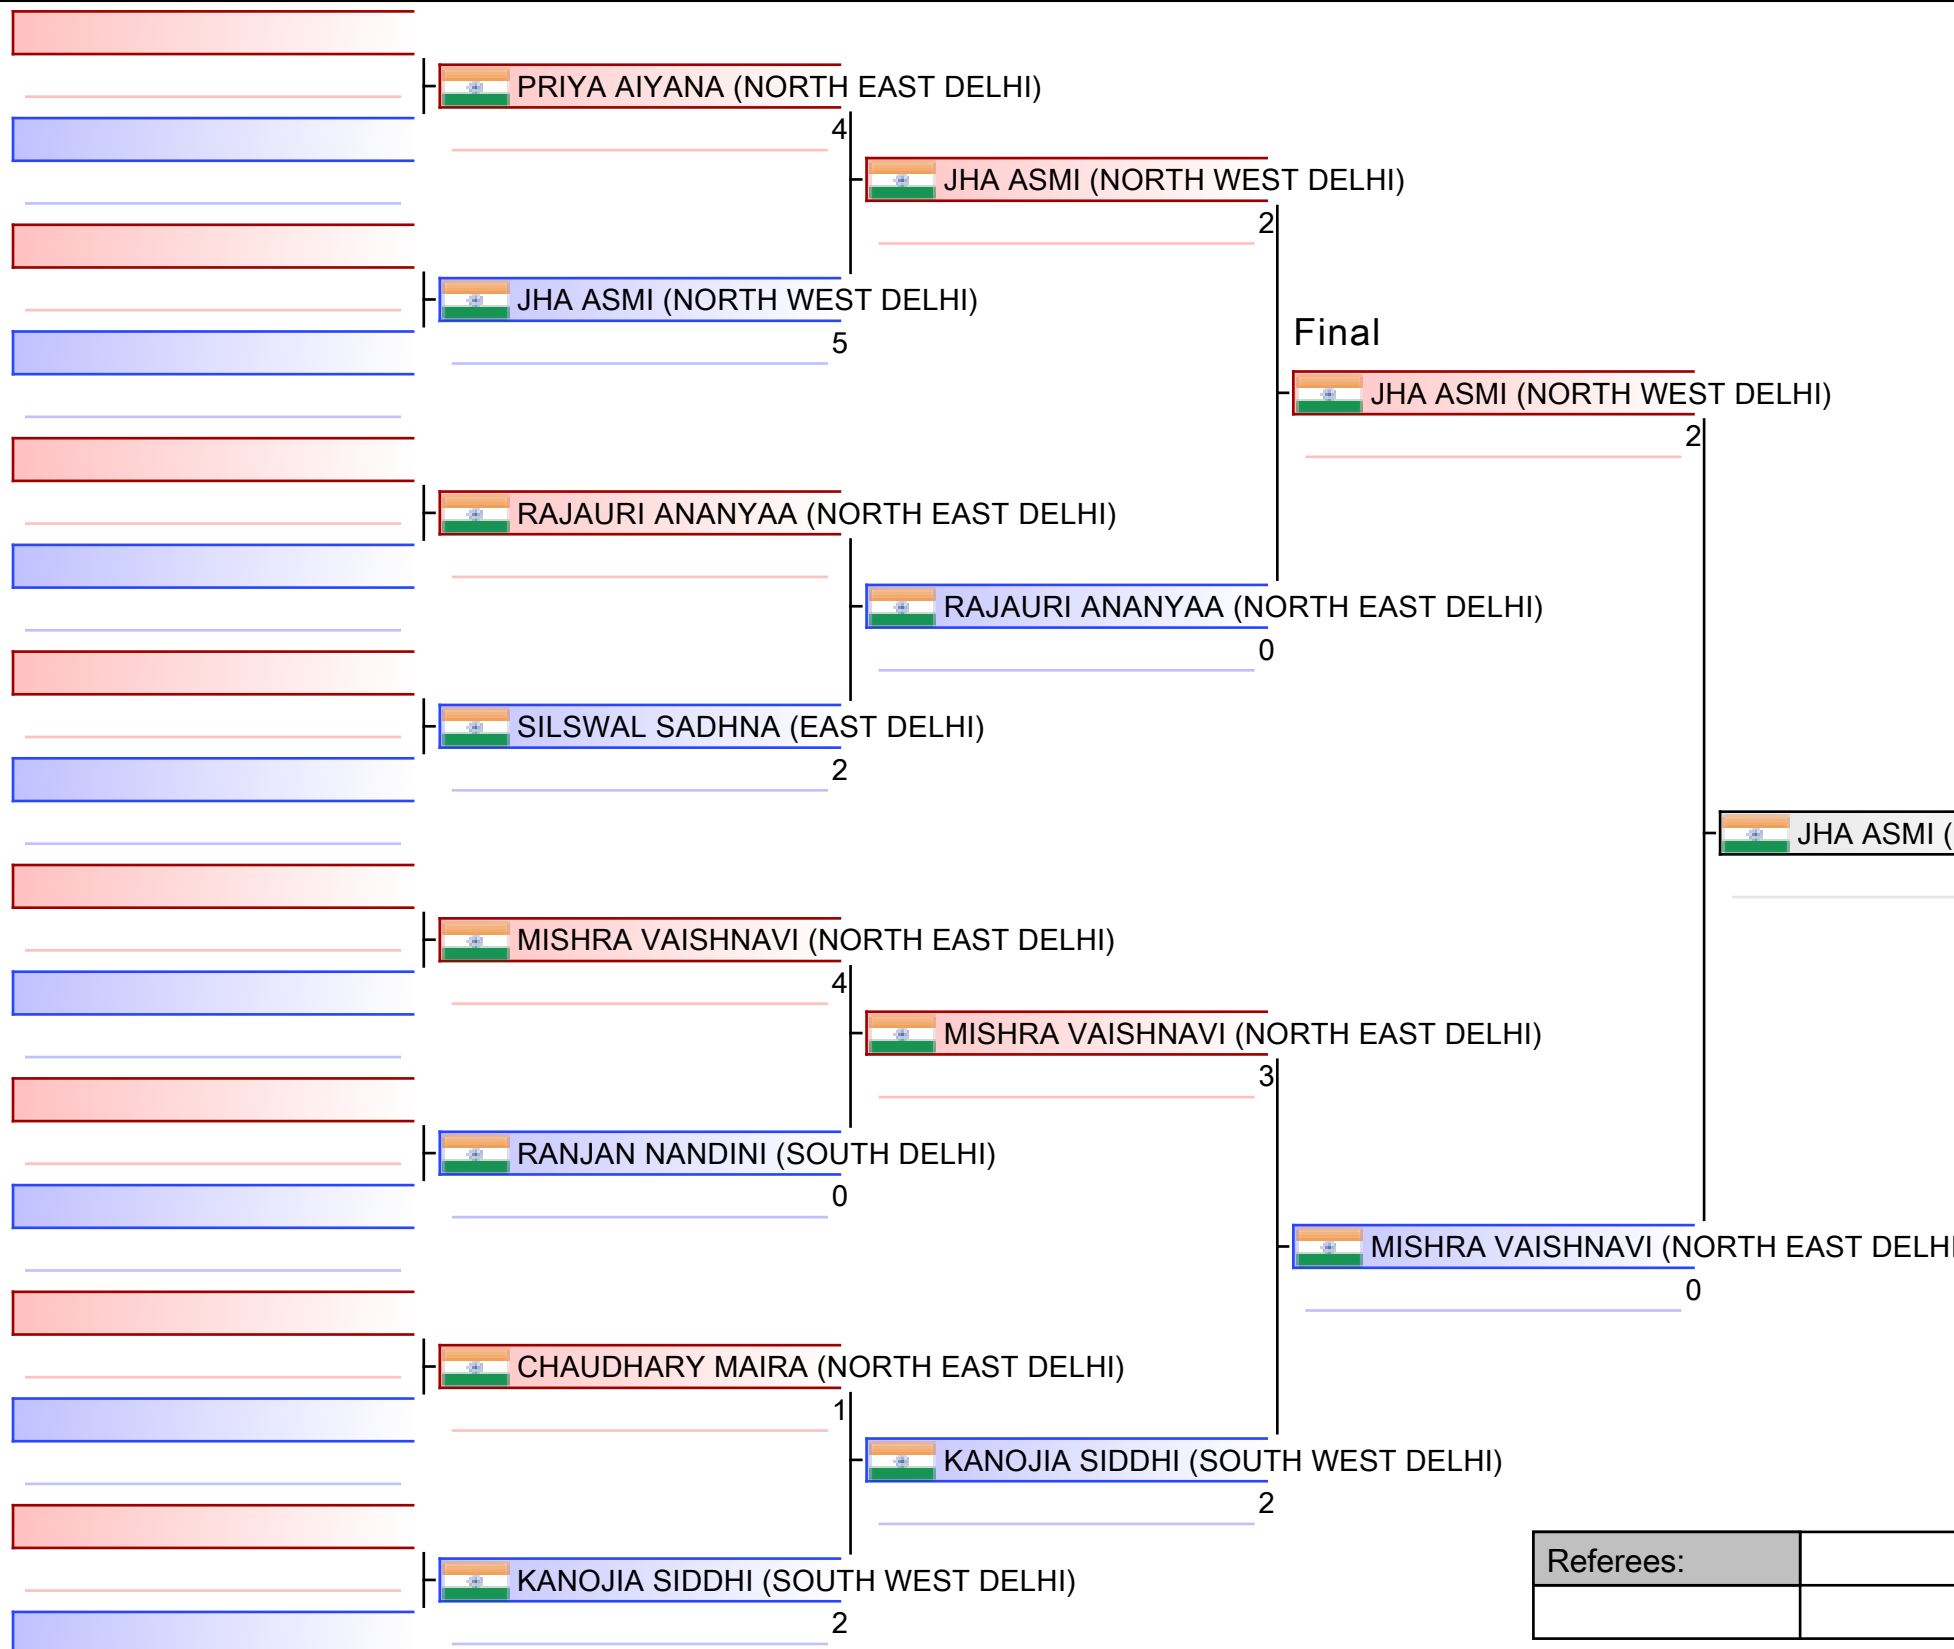 PRIYA AIYANA (NORTH EAST DELHI)
4
JHA ASMI (NORTH WEST DELHI)
2
JHA ASMI (NORTH WEST DELHI)
5
Final
JHA ASMI (NORTH WEST DELHI)
2
RAJAURI ANANYAA (NORTH EAST DELHI)
RAJAURI ANANYAA (NORTH EAST DELHI)
0
SILSWAL SADHNA (EAST DELHI)
2
JHA ASMI (
MISHRA VAISHNAVI (NORTH EAST DELHI)
4
MISHRA VAISHNAVI (NORTH EAST DELHI)
3
RANJAN NANDINI (SOUTH DELHI)
0
MISHRA VAISHNAVI (NORTH EAST DELHI
0
CHAUDHARY MAIRA (NORTH EAST DELHI)
1
KANOJIA SIDDHI (SOUTH WEST DELHI)
2
Referees:
KANOJIA SIDDHI (SOUTH WEST DELHI)
2